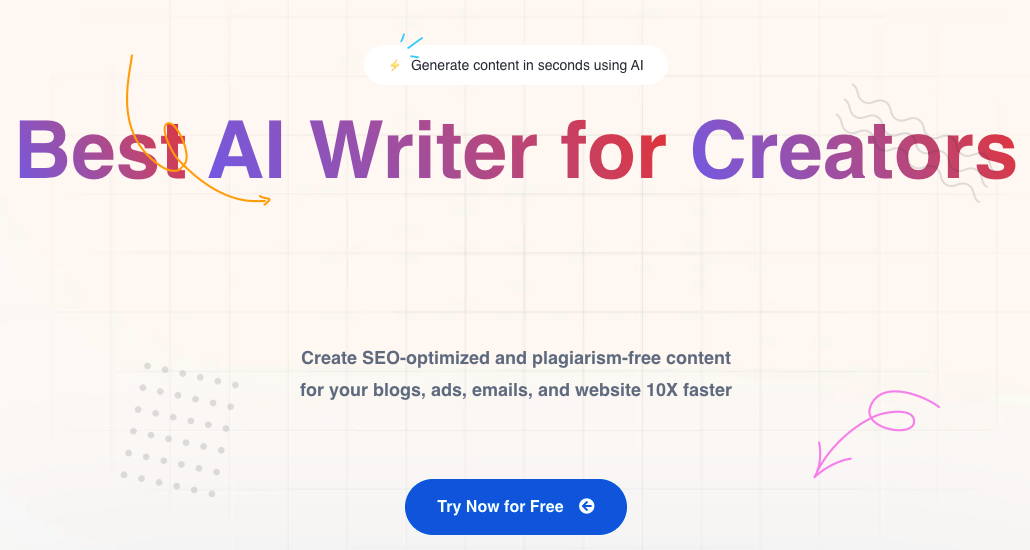 ⚡ Generate content in seconds using AI
Best AI Writer for Creators
Create SEO-optimized and plagiarism-free content
for your blogs, ads, emails, and website 10X faster
Try Now for Free